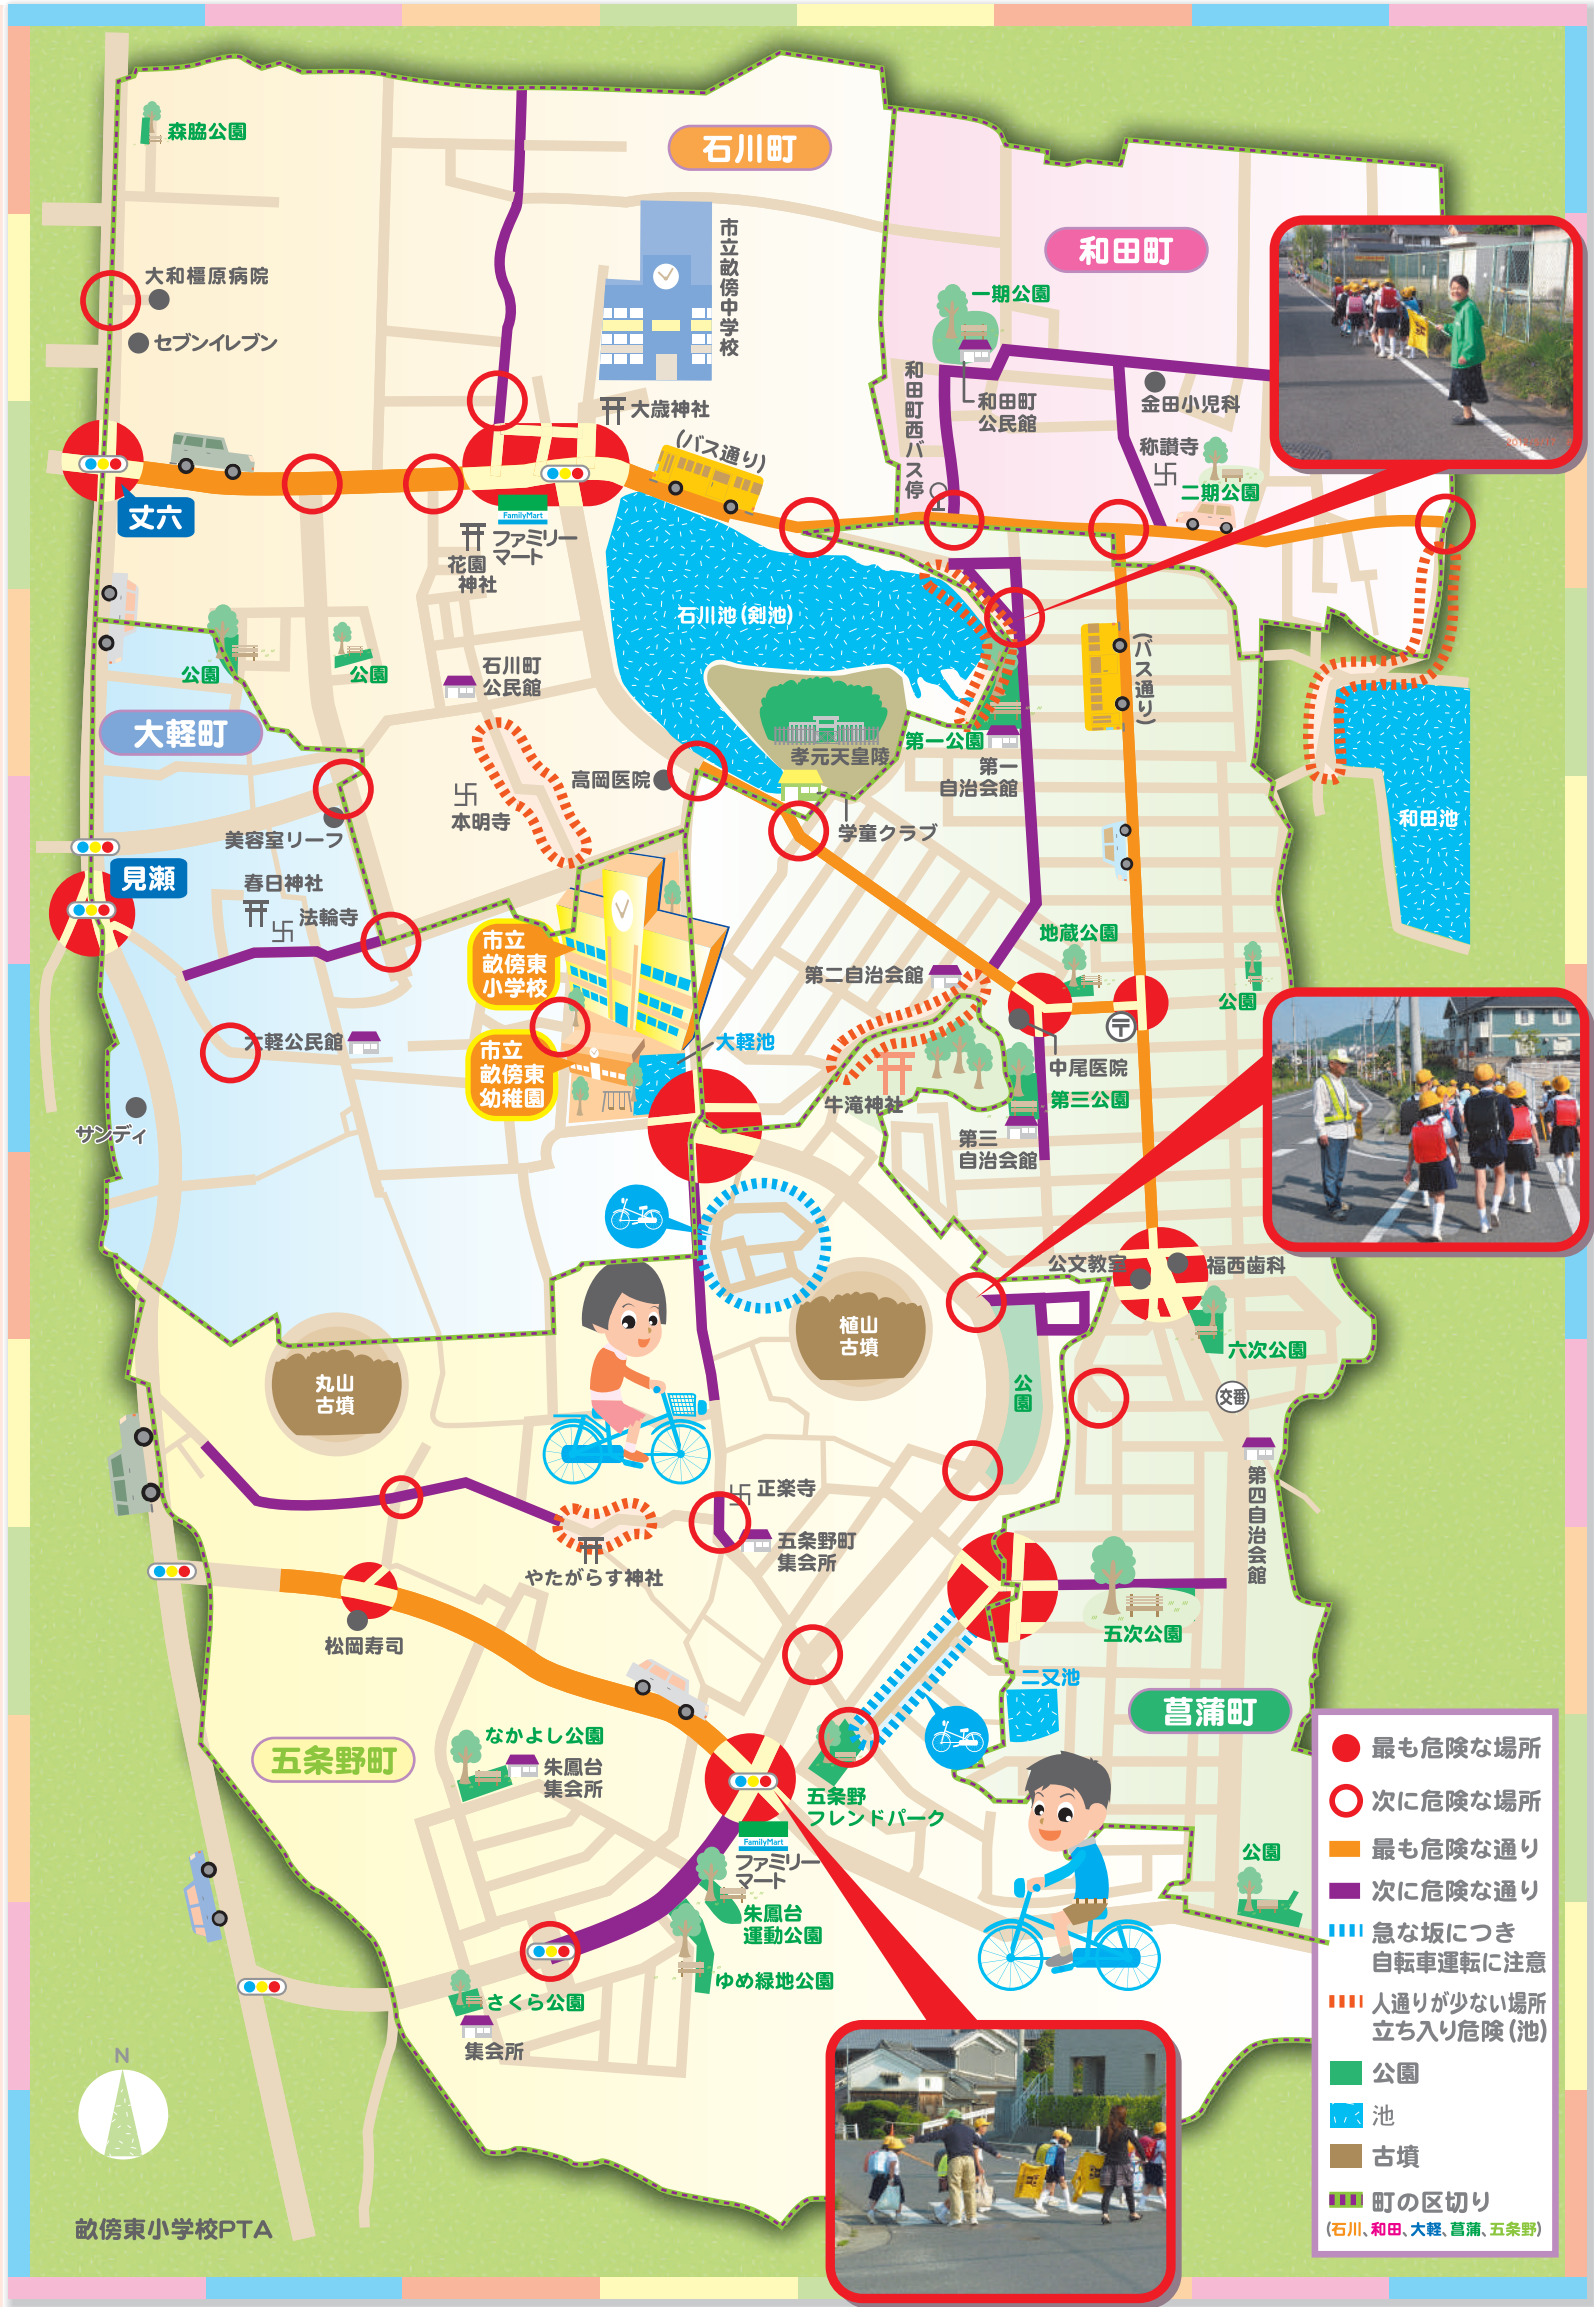 森脇公園
石川町
市立畝傍中学校
和田町
大和橿原病院
セブンイレブン
一期公園
和田町西バス停
和田町
公民館
金田小児科
称讃寺
二期公園
大歳神社
(バス通り)
丈六
FamilyMart
ファミリー
マート
花園
神社
石川池(剣池)
公園
公園
石川町
公民館
(バス通り)
大軽町
孝元天皇陵
第一公園
第一
自治会館
高岡医院
本明寺
学童クラブ
美容室リーフ
和田池
見瀬
春日神社
法輪寺
市立
畝傍東
小学校
地蔵公園
第二自治会館
公園
大軽公民館
市立
畝傍東
幼稚園
大軽池
〒
中尾医院
牛滝神社
第三公園
サンディ
第三
自治会館
公文教室
福西歯科
植山
古墳
六次公園
丸山
古墳
公園
交番
第四自治会館
正楽寺
五条野町
集会所
やたがらす神社
松岡寿司
五次公園
二又池
菖蒲町
なかよし公園
五条野町
朱鳳台
集会所
五条野
フレンドパーク
FamilyMart
ファミリー
マート
公園
朱鳳台
運動公園
ゆめ緑地公園
さくら公園
集会所
N
畝傍東小学校PTA
最も危険な場所
次に危険な場所
最も危険な通り
次に危険な通り
急な坂につき
自転車運転に注意
人通りが少ない場所
立ち入り危険(池)
公園
池
古墳
町の区切り
(石川、和田、大軽、菖蒲、五条野)